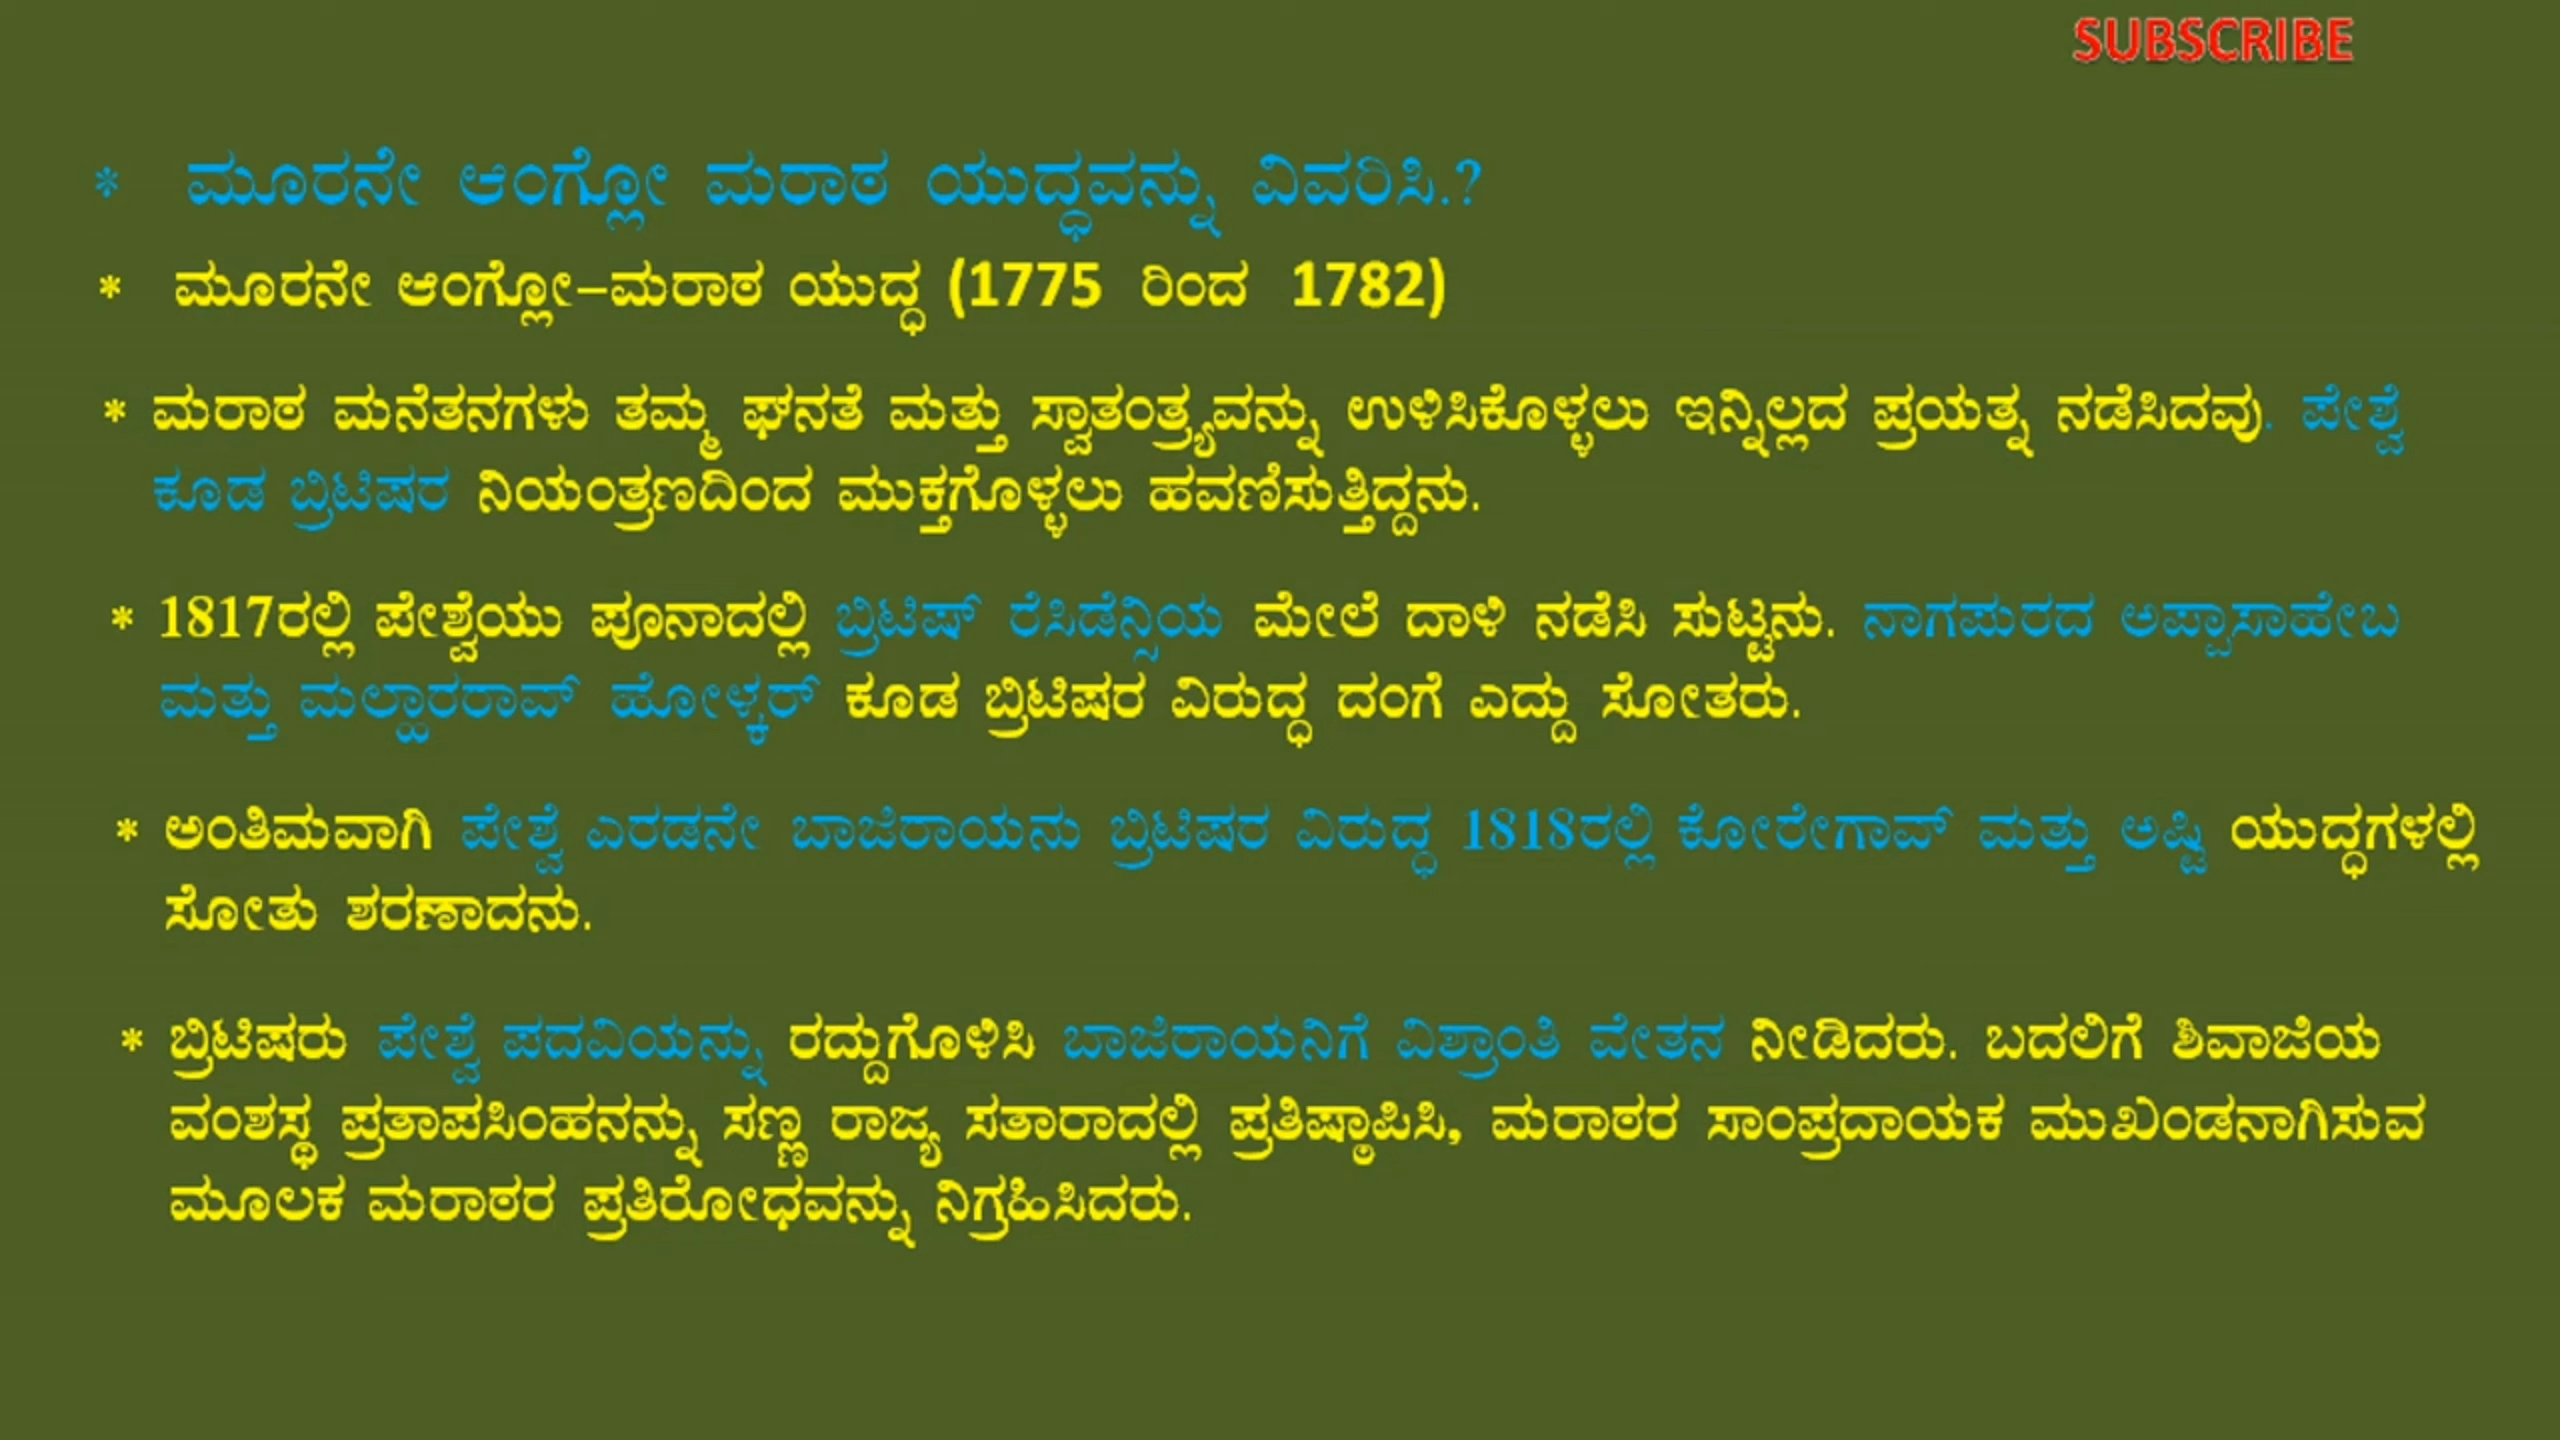 SUBSCRIBE
* ಮೂರನೇ ಆಂಗ್ಲೋ ಮರಾಠ ಯುದ್ಧವನ್ನು ವಿವರಿಸಿ.?
* ಮೂರನೇ ಆಂಗ್ಲೋ–ಮರಾಠ ಯುದ್ಧ (1775 ರಿಂದ 1782)
* ಮರಾಠ ಮನೆತನಗಳು ತಮ್ಮ ಘನತೆ ಮತ್ತು ಸ್ವಾತಂತ್ರ್ಯವನ್ನು ಉಳಿಸಿಕೊಳ್ಳಲು ಇನ್ನಿಲ್ಲದ ಪ್ರಯತ್ನ ನಡೆಸಿದವು. ಪೇಶ್ವೆ
ಕೂಡ ಬ್ರಿಟಿಷರ ನಿಯಂತ್ರಣದಿಂದ ಮುಕ್ತಗೊಳ್ಳಲು ಹವಣಿಸುತ್ತಿದ್ದನು.
* 1817ರಲ್ಲಿ ಪೇಶ್ವೆಯು ಪೂನಾದಲ್ಲಿ ಬ್ರಿಟಿಷ್ ರೆಸಿಡೆನ್ಸಿಯ ಮೇಲೆ ದಾಳಿ ನಡೆಸಿ ಸುಟ್ಟನು. ನಾಗಪುರದ ಅಪ್ಪಾಸಾಹೇಬ
ಮತ್ತು ಮಲ್ಹಾರರಾವ್ ಹೋಳ್ಕರ್ ಕೂಡ ಬ್ರಿಟಿಷರ ವಿರುದ್ಧ ದಂಗೆ ಎದ್ದು ಸೋತರು.
* ಅಂತಿಮವಾಗಿ ಪೇಶ್ವೆ ಎರಡನೇ ಬಾಜಿರಾಯನು ಬ್ರಿಟಿಷರ ವಿರುದ್ಧ 1818ರಲ್ಲಿ ಕೋರೇಗಾವ್ ಮತ್ತು ಅಷ್ಟಿ ಯುದ್ಧಗಳಲ್ಲಿ
ಸೋತು ಶರಣಾದನು.
* ಬ್ರಿಟಿಷರು ಪೇಶ್ವೆ ಪದವಿಯನ್ನು ರದ್ದುಗೊಳಿಸಿ ಬಾಜಿರಾಯನಿಗೆ ವಿಶ್ರಾಂತಿ ವೇತನ ನೀಡಿದರು. ಬದಲಿಗೆ ಶಿವಾಜಿಯ
ವಂಶಸ್ಥ ಪ್ರತಾಪಸಿಂಹನನ್ನು ಸಣ್ಣ ರಾಜ್ಯ ಸತಾರಾದಲ್ಲಿ ಪ್ರತಿಷ್ಠಾಪಿಸಿ, ಮರಾಠರ ಸಾಂಪ್ರದಾಯಕ ಮುಖಂಡನಾಗಿಸುವ
ಮೂಲಕ ಮರಾಠರ ಪ್ರತಿರೋಧವನ್ನು ನಿಗ್ರಹಿಸಿದರು.